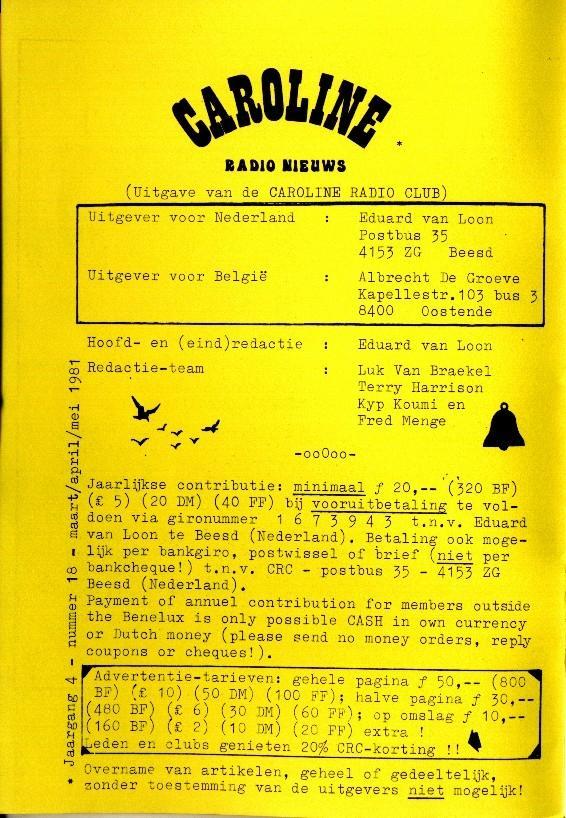 CAROLINE *
RADIO NIEUWS
(Uitgave van de CAROLINE RADIO CLUB)
Uitgever voor Nederland : Eduard van Loon
Postbus 35
4153 ZG Beesd
Uitgever voor België : Albrecht De Groeve
Kapellestr.103 bus 3
8400 Oostende
Hoofd- en (eind)redactie : Eduard van Loon
Redactie-team : Luk Van Braekel
Terry Harrison
Kyp Koumi en
Fred Menge
-ooOoo-
Jaarlijkse contributie: minimaal ƒ 20,-- (320 BF)
(£ 5) (20 DM) (40 FF) bij vooruitbetaling te vol-
doen via gironummer 1 6 7 3 9 4 3 t.n.v. Eduard
van Loon te Beesd (Nederland). Betaling ook moge-
lijk per bankgiro, postwissel of brief (niet per
bankcheque!) t.n.v. CRC - postbus 35 - 4153 ZG
Beesd (Nederland).
Payment of annuel contribution for members outside
the Benelux is only possible CASH in own currency
or Dutch money (please send no money orders, reply
coupons or cheques!).
Advertentie-tarieven: gehele pagina ƒ 50,-- (800
BF) (£ 10) (50 DM) (100 FF); halve pagina ƒ 30,--
(480 BF) (£ 6) (30 DM) (60 FF); op omslag ƒ 10,--
(160 BF) (£ 2) (10 DM) (20 FF) extra !
Leden en clubs genieten 20% CRC-korting !!
Overname van artikelen, geheel of gedeeltelijk,
zonder toestemming van de uitgevers niet mogelijk!
* Jaargang 4 - nummer 18 - maart/april/mei 1981